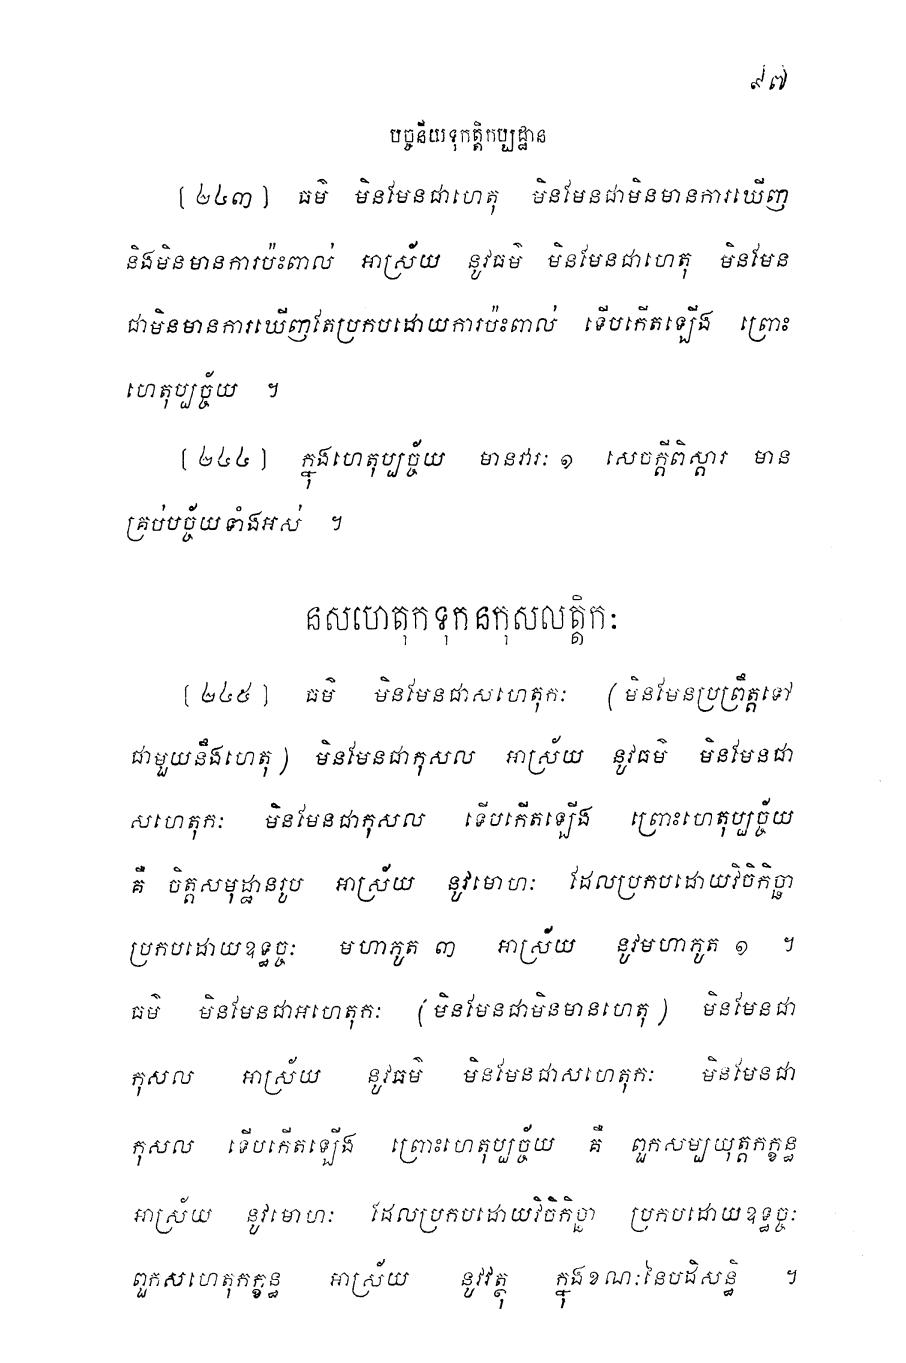 ៩៧
បច្ចនីយទុកត្តិកប្បដ្ឋាន
[២៤៣] ធម៌ មិនមែនជាហេតុ មិនមែនជាមិនមានការឃើញ
និងមិនមានការប៉ះពាល់ អាស្រ័យ នូវធម៌ មិនមែនជាហេតុ មិនមែន
ជាមិនមានការឃើញតែប្រកបដោយការប៉ះពាល់ ទើបកើតឡើង ព្រោះ
ហេតុប្បច្ច័យ ។
[២៤៤] ក្នុងហេតុប្បច្ច័យ មានវារៈ ១ សេចក្តីពិស្តារ មាន
គ្រប់បច្ច័យទាំងអស់ ។
នសហេតុកទុកនកុសលត្តិកៈ
[២៤៥] ធម៌ មិនមែនជាសហេតុកៈ (មិនមែនប្រព្រឹត្តទៅ
ជាមួយនឹងហេតុ) មិនមែនជាកុសល អាស្រ័យ នូវធម៌ មិនមែនជា
សហេតុកៈ មិនមែនជាកុសល ទើបកើតឡើង ព្រោះហេតុប្បច្ច័យ
គឺ ចិត្តសមុដ្ឋានរូប អាស្រ័យ នូវមោហៈ ដែលប្រកបដោយវិចិកិច្ឆា
ប្រកបដោយឧទ្ធច្ចៈ មហាភូត ៣ អាស្រ័យ នូវមហាភូត ១ ។
ធម៌ មិនមែនជាអហេតុកៈ (មិនមែនជាមិនមានហេតុ) មិនមែនជា
កុសល អាស្រ័យ នូវធម៌ មិនមែនជាសហេតុកៈ មិនមែនជា
កុសល ទើបកើតឡើង ព្រោះហេតុប្បច្ច័យ គឺ ពួកសម្បយុត្តកក្ខន្ធ
អាស្រ័យ នូវមោហៈ ដែលប្រកបដោយវិចិកិច្ឆា ប្រកបដោយឧទ្ធច្ចៈ
ពួកសហេតុកក្ខន្ធ អាស្រ័យ នូវវត្ថុ ក្នុងខណៈនៃបដិសន្ធិ ។